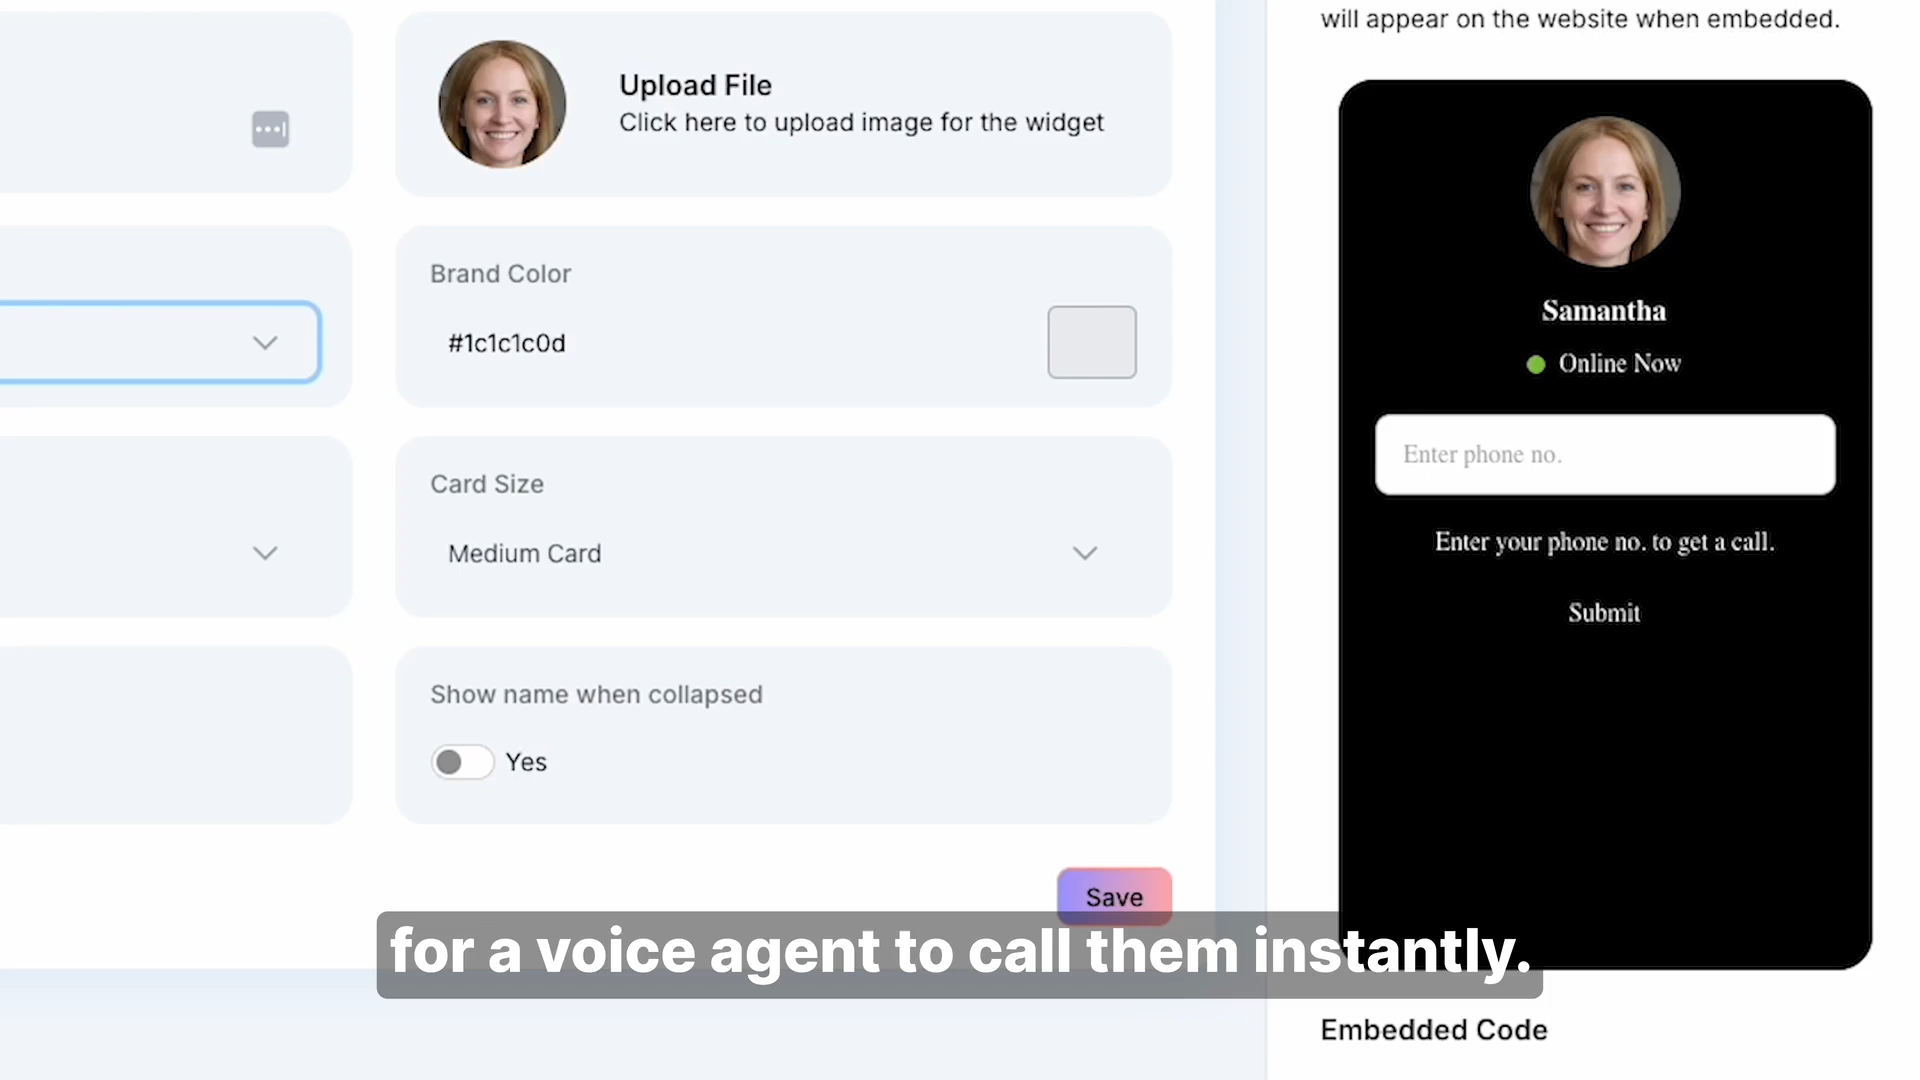 Upload File
Click here to upload image for the widget
Brand Color
#1c1c1c0d
Card Size
Medium Card
Show name when collapsed
Yes
Save
will appear on the website when embedded.
Samantha
Online Now
Enter phone no.
Enter your phone no. to get a call.
Submit
Embedded Code
for a voice agent to call them instantly.